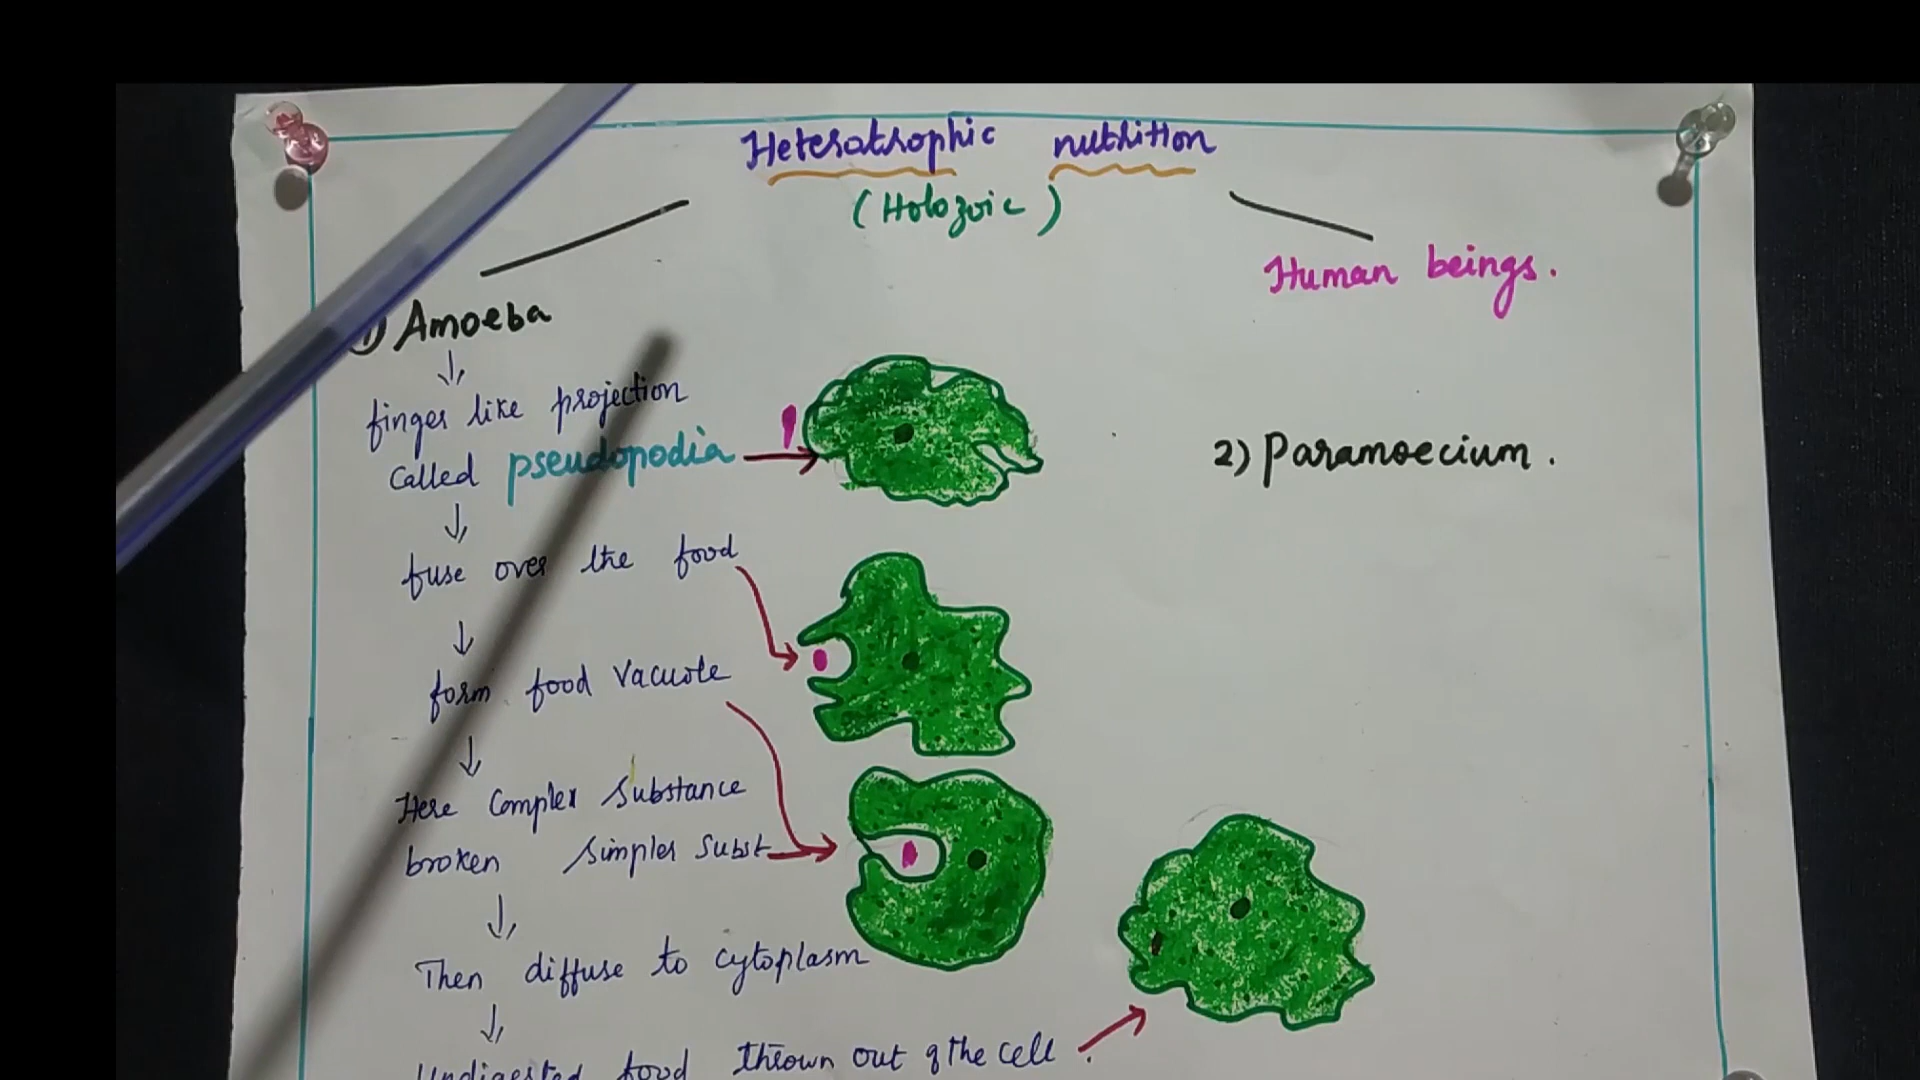 Heterotrophic nutrition
(Holozoic)
Human beings.
1) Amoeba
finger like projection
called pseudopodia
fuse over the food
form food vacuole
Here complex substance
broken simpler subst
Then diffuse to cytoplasm
Undigested food thrown out of the cell.
2) Paramoecium.